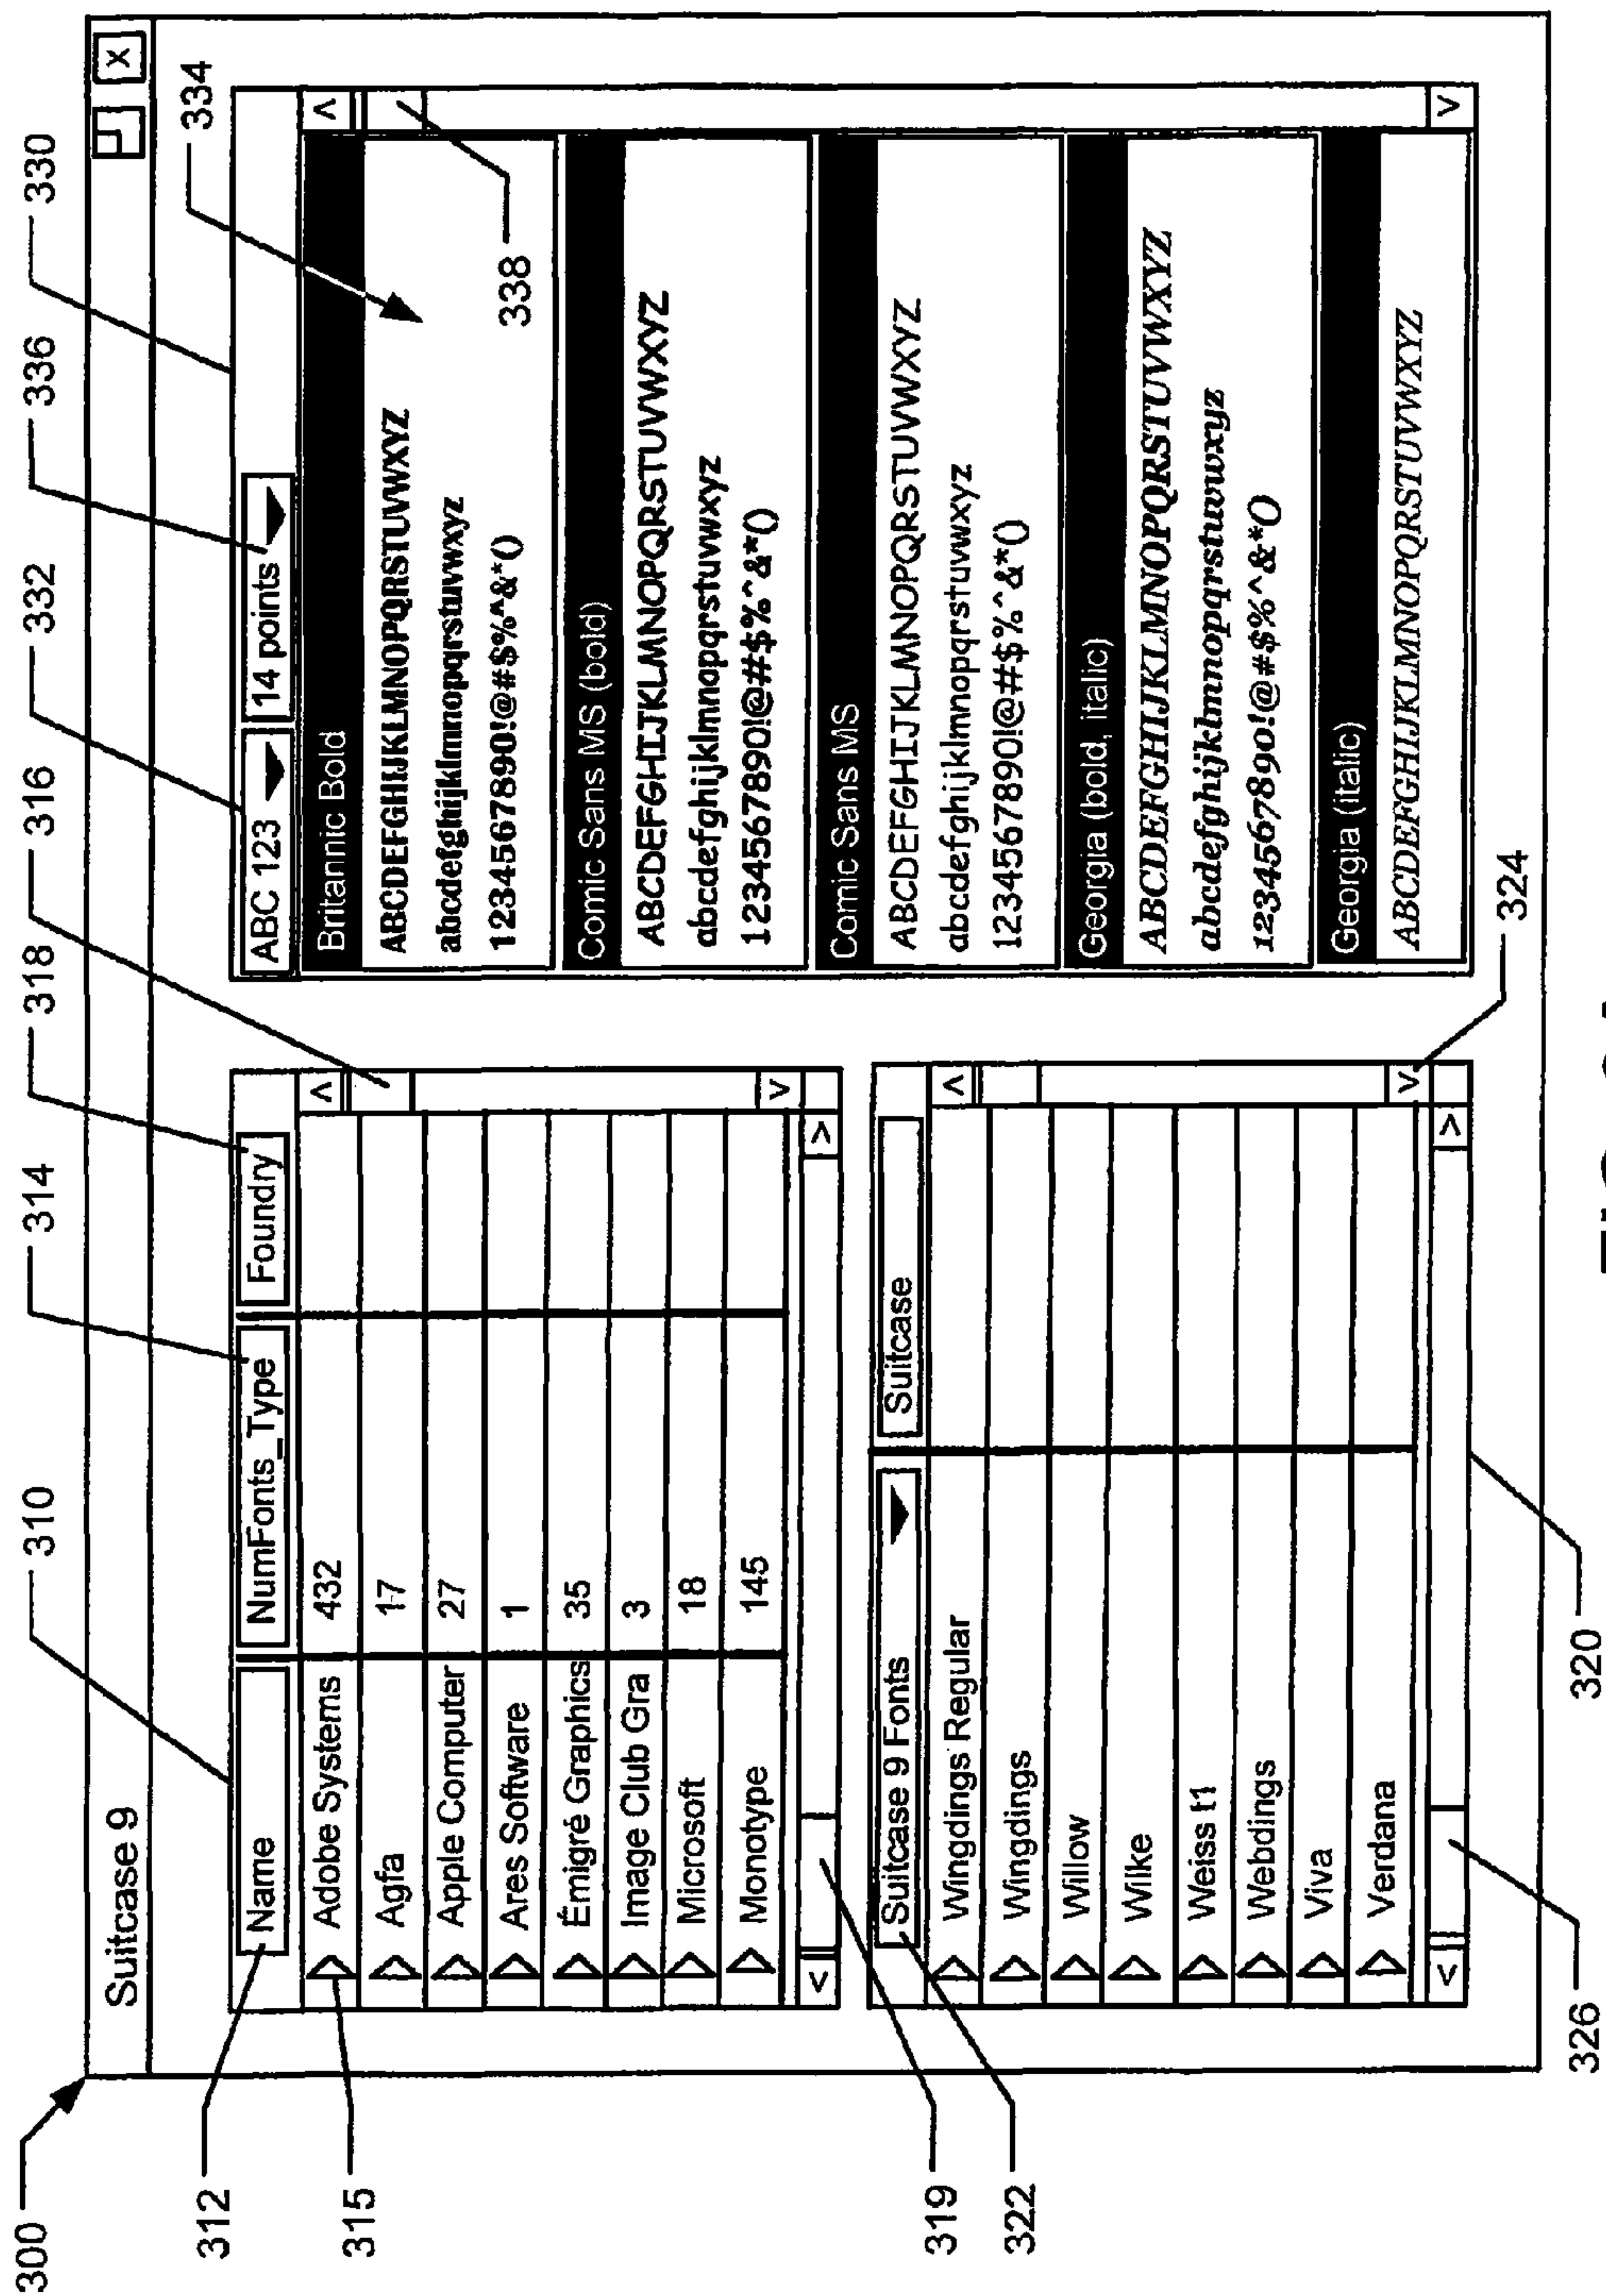 300
310
314
318
316
332
336
330
334
Suitcase 9
X
312
315
Name
NumFonts_Type
Foundry
Adobe Systems
432
Agfa
17
Apple Computer
27
Ares Software
1
Émigré Graphics
35
Image Club Gra
3
Microsoft
18
Monotype
145
319
322
Suitcase 9 Fonts
Suitcase
Wingdings Regular
Wingdings
Willow
Wilke
Weiss t1
Webdings
Viva
Verdana
326
320
324
ABC 123
14 points
Britannic Bold
ABCDEFGHIJKLMNOPQRSTUVWXYZ
abcdefghijklmnopqrstuvwxyz
1234567890!@#$%^&*()
338
Comic Sans MS (bold)
ABCDEFGHIJKLMNOPQRSTUVWXYZ
abcdefghijklmnopqrstuvwxyz
1234567890!@#$%^&*()
Comic Sans MS
ABCDEFGHIJKLMNOPQRSTUVWXYZ
abcdefghijklmnopqrstuvwxyz
1234567890!@#$%^&*()
Georgia (bold, italic)
ABCDEFGHIJKLMNOPQRSTUVWXYZ
abcdefghijklmnopqrstuvwxyz
1234567890!@#$%^&*()
Georgia (italic)
ABCDEFGHIJKLMNOPQRSTUVWXYZ